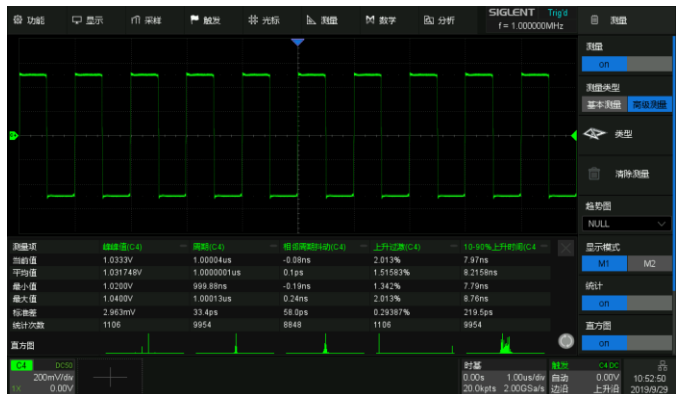 功能 显示 采样 触发 光标 测量 数学 分析 SIGLENT Trig'd 测量
f = 1.000000MHz
测量
on
测量类型
基本测量 高级测量
类型
清除测量
趋势图
NULL
测量项 峰峰值(C4) 周期(C4) 相邻周期抖动(C4) 上升过激(C4) 10-90%上升时间(C4
当前值 1.0333V 1.00004us -0.08ns 2.013% 7.97ns
平均值 1.031748V 1.0000001us 0.1ps 1.51583% 8.2158ns
最小值 1.0200V 999.88ns -0.19ns 1.342% 7.79ns
最大值 1.0400V 1.00013us 0.24ns 2.013% 8.76ns
标准差 2.963mV 33.4ps 58.0ps 0.29387% 219.5ps
统计次数 1106 9954 8848 1106 9954
直方图
显示模式
M1 M2
统计
on
直方图
on
C4 DC50
200mV/div
1X 0.00V
时基
0.00s 1.00us/div
20.0kpts 2.00GSa/s
触发 C4 DC
自动 0.00V
边沿 上升沿
10:52:50
2019/9/29